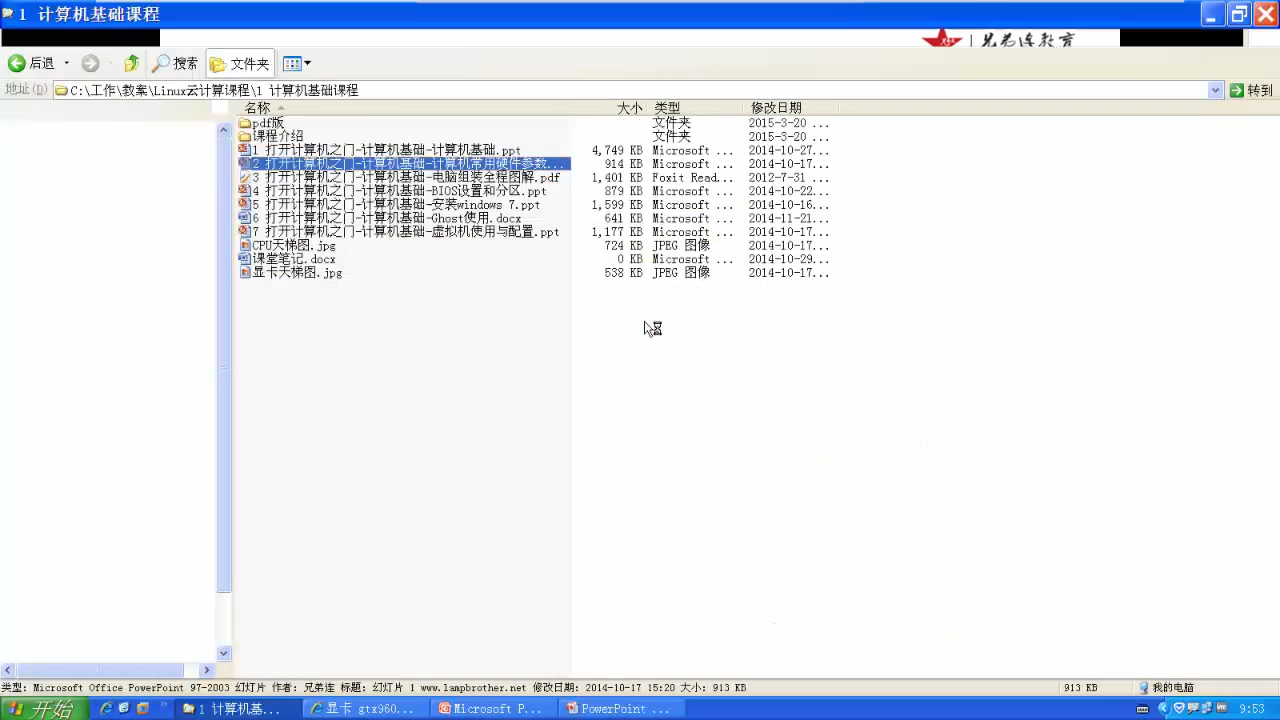 1 计算机基础课程
兄弟连教育
后退 搜索 文件夹
地址(D) C:\工作\教案\Linux云计算课程\1 计算机基础课程 转到
名称 大小 类型 修改日期
pdf版 文件夹 2015-3-20 ...
课程介绍 文件夹 2015-3-20 ...
1 打开计算机之门-计算机基础-计算机基础.ppt 4,749 KB Microsoft ... 2014-10-27...
2 打开计算机之门-计算机基础-计算机常用硬件参数... 914 KB Microsoft ... 2014-10-17...
3 打开计算机之门-计算机基础-电脑组装全程图解.pdf 1,401 KB Foxit Read... 2012-7-31 ...
4 打开计算机之门-计算机基础-BIOS设置和分区.ppt 879 KB Microsoft ... 2014-10-22...
5 打开计算机之门-计算机基础-安装windows 7.ppt 1,599 KB Microsoft ... 2014-10-16...
6 打开计算机之门-计算机基础-Ghost使用.docx 641 KB Microsoft ... 2014-11-21...
7 打开计算机之门-计算机基础-虚拟机使用与配置.ppt 1,177 KB Microsoft ... 2014-10-17...
CPU天梯图.jpg 724 KB JPEG 图像 2014-10-17...
课堂笔记.docx 0 KB Microsoft ... 2014-10-29...
显卡天梯图.jpg 538 KB JPEG 图像 2014-10-17...
类型: Microsoft Office PowerPoint 97-2003 幻灯片 作者: 兄弟连 标题: 幻灯片 1 www.lampbrother.net 修改日期: 2014-10-17 15:20 大小: 913 KB 913 KB 我的电脑
开始 1 计算机基... 显卡 gtx960... Microsoft P... PowerPoint ... 9:53